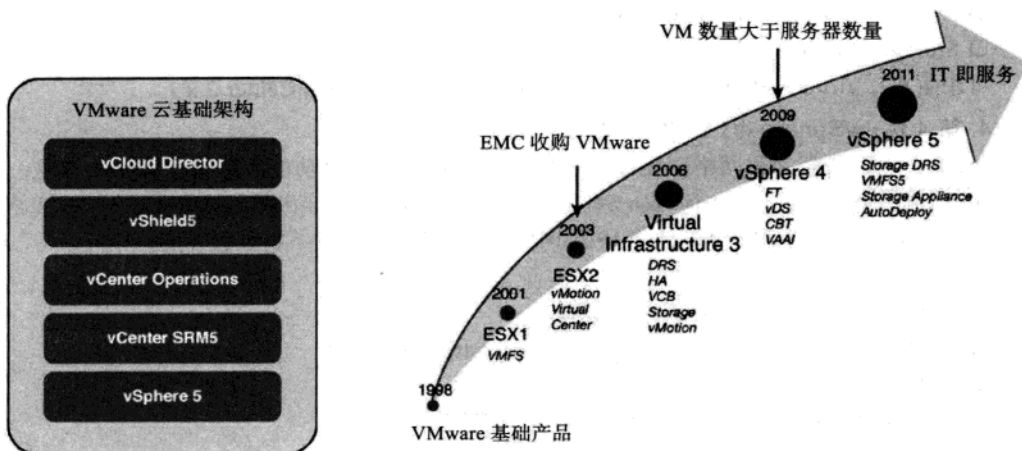 VMware 云基础架构
vCloud Director
vShield5
vCenter Operations
vCenter SRM5
vSphere 5
VM 数量大于服务器数量
EMC 收购 VMware
IT 即服务
1998
VMware 基础产品
2001
ESX1
VMFS
2003
ESX2
vMotion
Virtual
Center
2006
Virtual
Infrastructure 3
DRS
HA
VCB
Storage
vMotion
2009
vSphere 4
FT
vDS
CBT
VAAI
2011
vSphere 5
Storage DRS
VMFS5
Storage Appliance
AutoDeploy